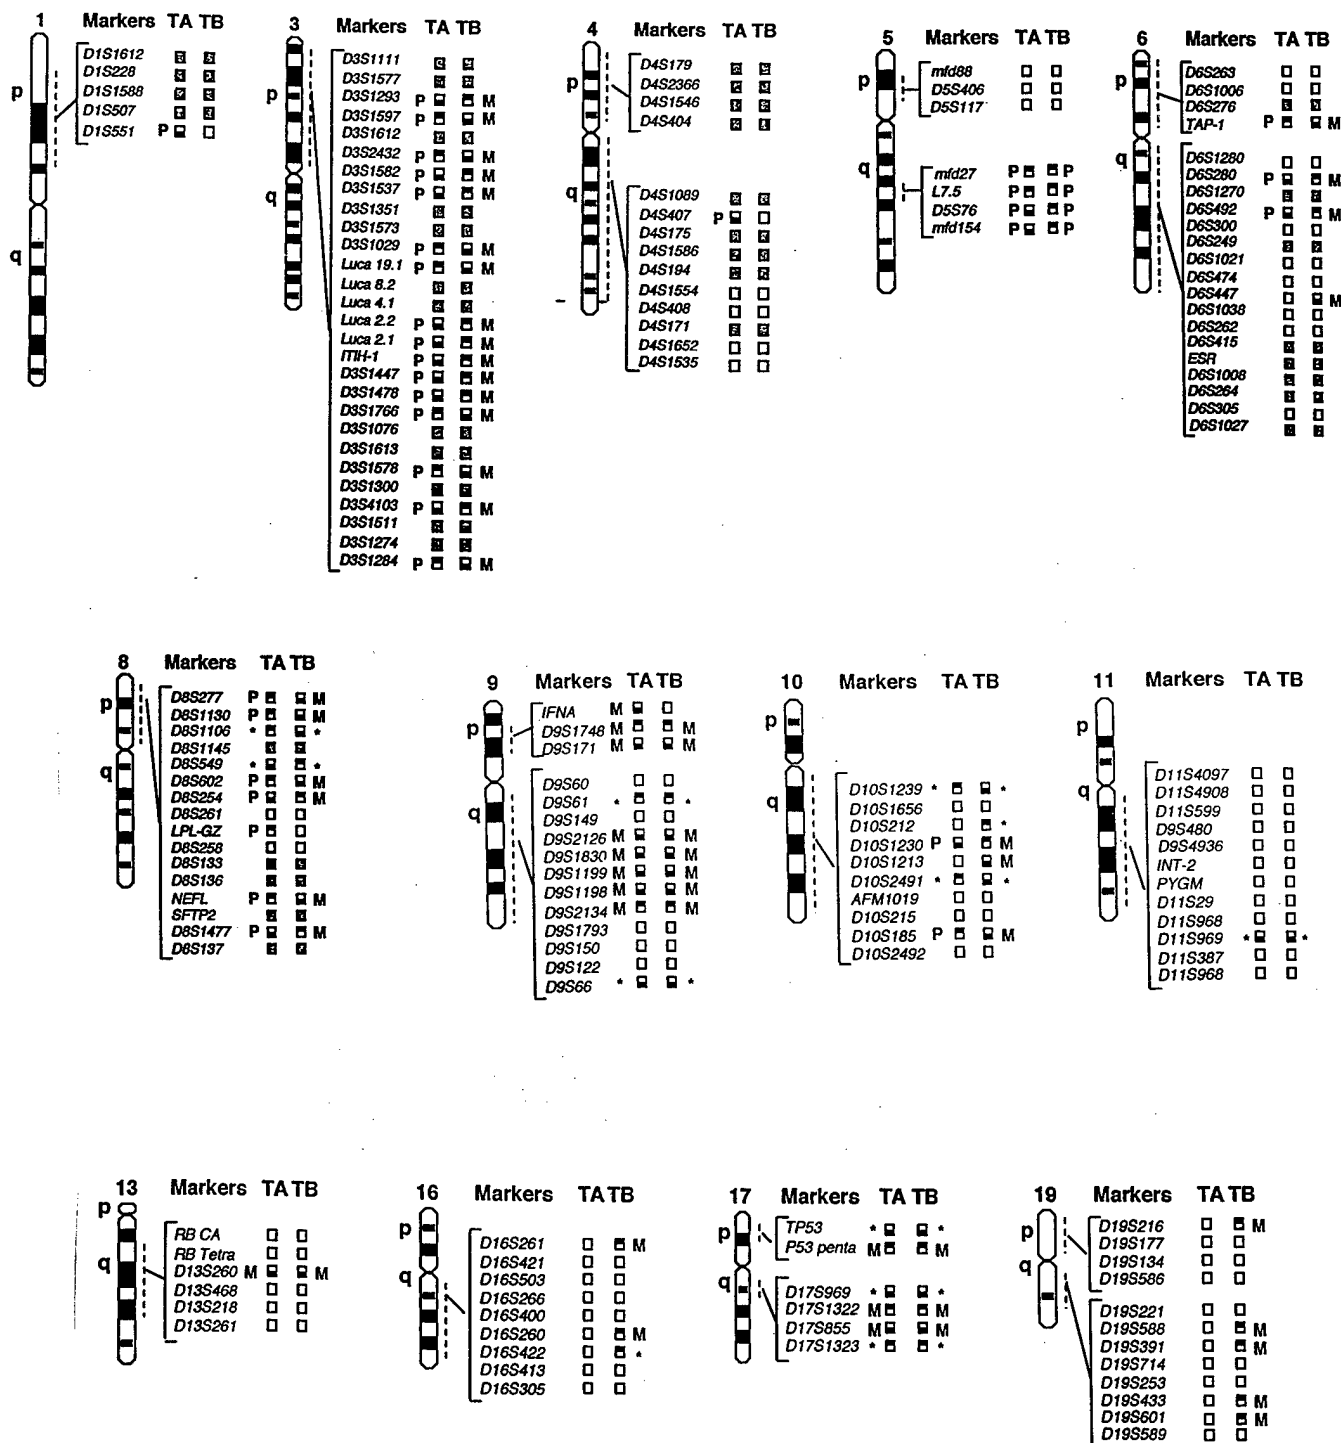 1 Markers TA TB
D1S1612
D1S228
p D1S1588
D1S507
D1S551 P
q
3 Markers TA TB
D3S1111
D3S1577
p D3S1293 P M
D3S1597 P M
D3S1612
D3S2432 P M
D3S1582 P M
q D3S1537 P M
D3S1351
D3S1573
D3S1029 P M
Luca 19.1 P M
Luca 8.2
Luca 4.1
Luca 2.2 P M
Luca 2.1 P M
ITIH-1 P M
D3S1447 P M
D3S1478 P M
D3S1766 P M
D3S1076
D3S1613
D3S1578 P M
D3S1300
D3S4103 P M
D3S1511
D3S1274
D3S1284 P M
4 Markers TA TB
D4S179
p D4S2366
D4S1546
D4S404
q D4S1089
D4S407 P
D4S175
D4S1586
D4S194
D4S1554
D4S408
D4S171
D4S1652
D4S1535
5 Markers TA TB
p mfd88
D5S406
D5S117
q mfd27 P P
L7.5 P P
D5S76 P P
mfd154 P P
6 Markers TA TB
D6S263
p D6S1006
D6S276
TAP-1 P M
q D6S1280
D6S280 P M
D6S1270
D6S492 P M
D6S300
D6S249
D6S1021
D6S474
D6S447 M
D6S1038
D6S262
D6S415
ESR
D6S1008
D6S264
D6S305
D6S1027
8 Markers TA TB
p D8S277 P M
D8S1130 P M
D8S1106 * *
D8S1145
q D8S549 * *
D8S602 P M
D8S254 P M
D8S261
LPL-GZ P
D8S258
D8S133
D8S136
NEFL P M
SFTP2
D8S1477 P M
D8S137
9 Markers TA TB
IFNA M
p D9S1748 M M
D9S171 M M
D9S60
q D9S61 * *
D9S149
D9S2126 M M
D9S1830 M M
D9S1199 M M
D9S1198 M M
D9S2134 M M
D9S1793
D9S150
D9S122
D9S66 * *
10 Markers TA TB
p
D10S1239 * *
q D10S1656
D10S212 *
D10S1230 P M
D10S1213 M
D10S2491 * *
AFM1019
D10S215
D10S185 P M
D10S2492
11 Markers TA TB
p
D11S4097
q D11S4908
D11S599
D9S480
D9S4936
INT-2
PYGM
D11S29
D11S968
D11S969 * *
D11S387
D11S968
13 Markers TA TB
p
RB CA
RB Tetra
q D13S260 M M
D13S468
D13S218
D13S261
16 Markers TA TB
p D16S261 M
D16S421
q D16S503
D16S266
D16S400
D16S260 M
D16S422 *
D16S413
D16S305
17 Markers TA TB
p TP53 * *
P53 penta M M
q D17S969 * *
D17S1322 M M
D17S855 M M
D17S1323 * *
19 Markers TA TB
p D19S216 M
D19S177
q D19S134
D19S586
D19S221
D19S588 M
D19S391 M
D19S714
D19S253
D19S433 M
D19S601 M
D19S589